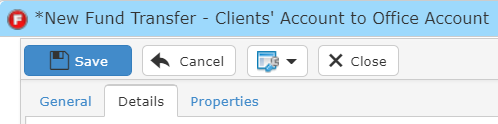 F *New Fund Transfer - Clients' Account to Office Account
Save Cancel Close
General Details Properties